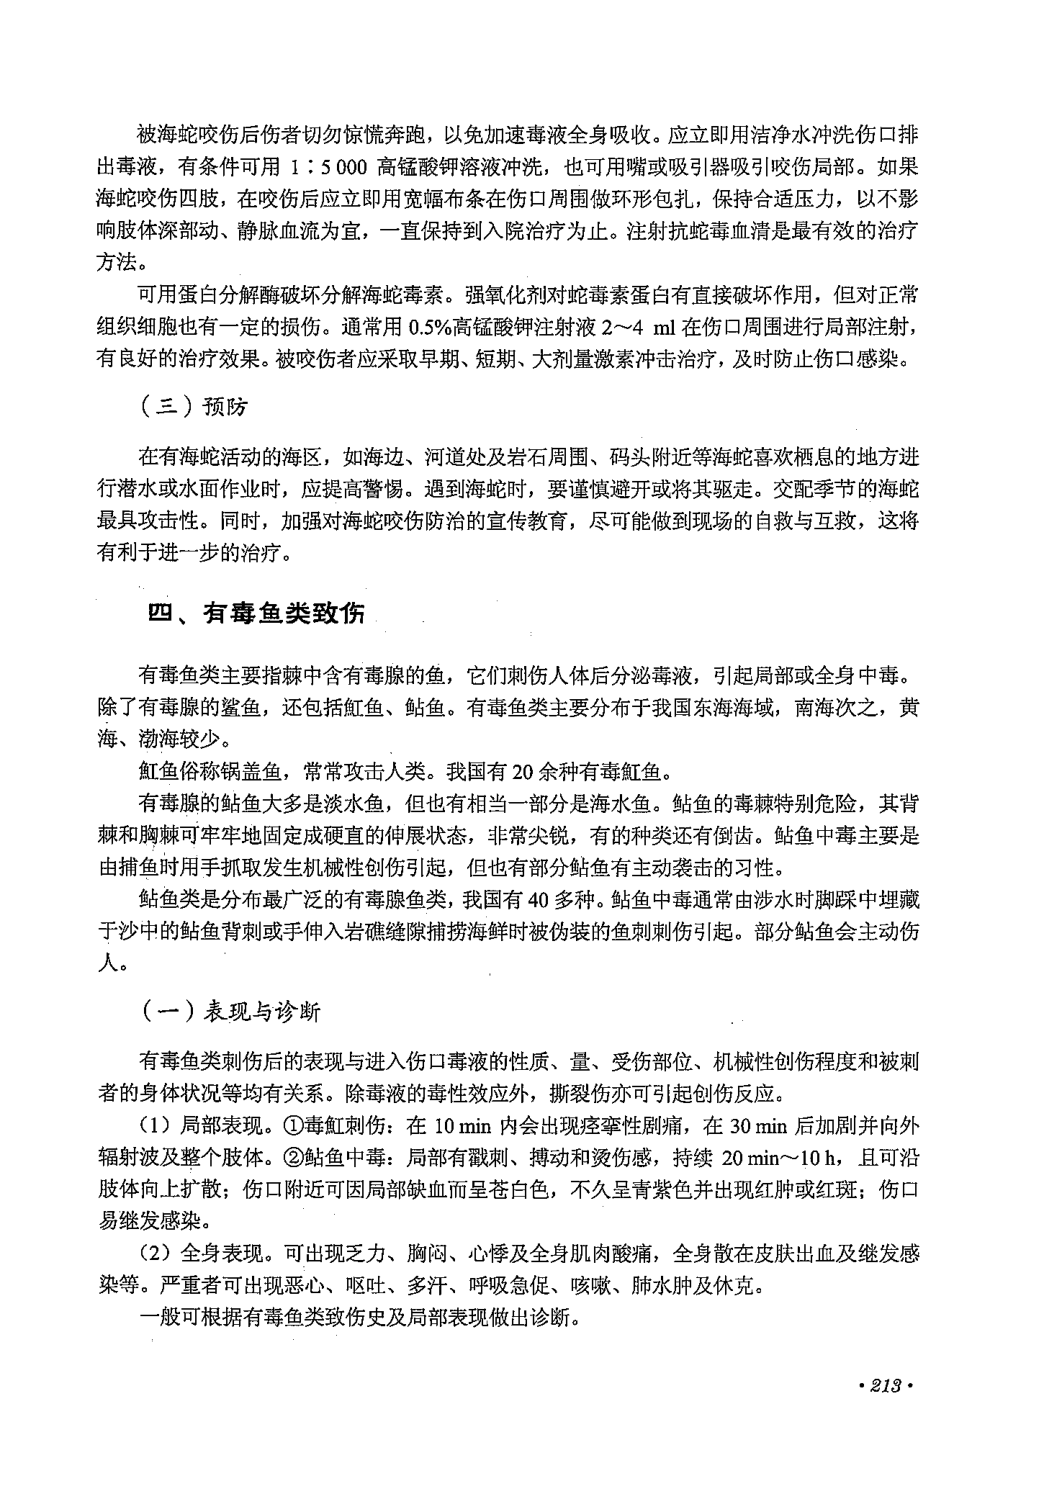 被海蛇咬伤后伤者切勿惊慌奔跑，以免加速毒液全身吸收。应立即用洁净水冲洗伤口排
出毒液，有条件可用 1∶5 000 高锰酸钾溶液冲洗，也可用嘴或吸引器吸引咬伤局部。如果
海蛇咬伤四肢，在咬伤后应立即用宽幅布条在伤口周围做环形包扎，保持合适压力，以不影
响肢体深部动、静脉血流为宜，一直保持到入院治疗为止。注射抗蛇毒血清是最有效的治疗
方法。
可用蛋白分解酶破坏分解海蛇毒素。强氧化剂对蛇毒素蛋白有直接破坏作用，但对正常
组织细胞也有一定的损伤。通常用 0.5%高锰酸钾注射液 2～4 ml 在伤口周围进行局部注射，
有良好的治疗效果。被咬伤者应采取早期、短期、大剂量激素冲击治疗，及时防止伤口感染。
（三）预防
在有海蛇活动的海区，如海边、河道处及岩石周围、码头附近等海蛇喜欢栖息的地方进
行潜水或水面作业时，应提高警惕。遇到海蛇时，要谨慎避开或将其驱走。交配季节的海蛇
最具攻击性。同时，加强对海蛇咬伤防治的宣传教育，尽可能做到现场的自救与互救，这将
有利于进一步的治疗。
四、有毒鱼类致伤
有毒鱼类主要指棘中含有毒腺的鱼，它们刺伤人体后分泌毒液，引起局部或全身中毒。
除了有毒腺的鲨鱼，还包括魟鱼、鲇鱼。有毒鱼类主要分布于我国东海海域，南海次之，黄
海、渤海较少。
魟鱼俗称锅盖鱼，常常攻击人类。我国有 20 余种有毒魟鱼。
有毒腺的鲇鱼大多是淡水鱼，但也有相当一部分是海水鱼。鲇鱼的毒棘特别危险，其背
棘和胸棘可牢牢地固定成硬直的伸展状态，非常尖锐，有的种类还有倒齿。鲇鱼中毒主要是
由捕鱼时用手抓取发生机械性创伤引起，但也有部分鲇鱼有主动袭击的习性。
鲇鱼类是分布最广泛的有毒腺鱼类，我国有 40 多种。鲇鱼中毒通常由涉水时脚踩中埋藏
于沙中的鲇鱼背刺或手伸入岩礁缝隙捕捞海鲜时被伪装的鱼刺刺伤引起。部分鲇鱼会主动伤
人。
（一）表现与诊断
有毒鱼类刺伤后的表现与进入伤口毒液的性质、量、受伤部位、机械性创伤程度和被刺
者的身体状况等均有关系。除毒液的毒性效应外，撕裂伤亦可引起创伤反应。
（1）局部表现。①毒魟刺伤：在 10 min 内会出现痉挛性剧痛，在 30 min 后加剧并向外
辐射波及整个肢体。②鲇鱼中毒：局部有戳刺、搏动和烫伤感，持续 20 min～10 h，且可沿
肢体向上扩散；伤口附近可因局部缺血而呈苍白色，不久呈青紫色并出现红肿或红斑；伤口
易继发感染。
（2）全身表现。可出现乏力、胸闷、心悸及全身肌肉酸痛，全身散在皮肤出血及继发感
染等。严重者可出现恶心、呕吐、多汗、呼吸急促、咳嗽、肺水肿及休克。
一般可根据有毒鱼类致伤史及局部表现做出诊断。
·213·